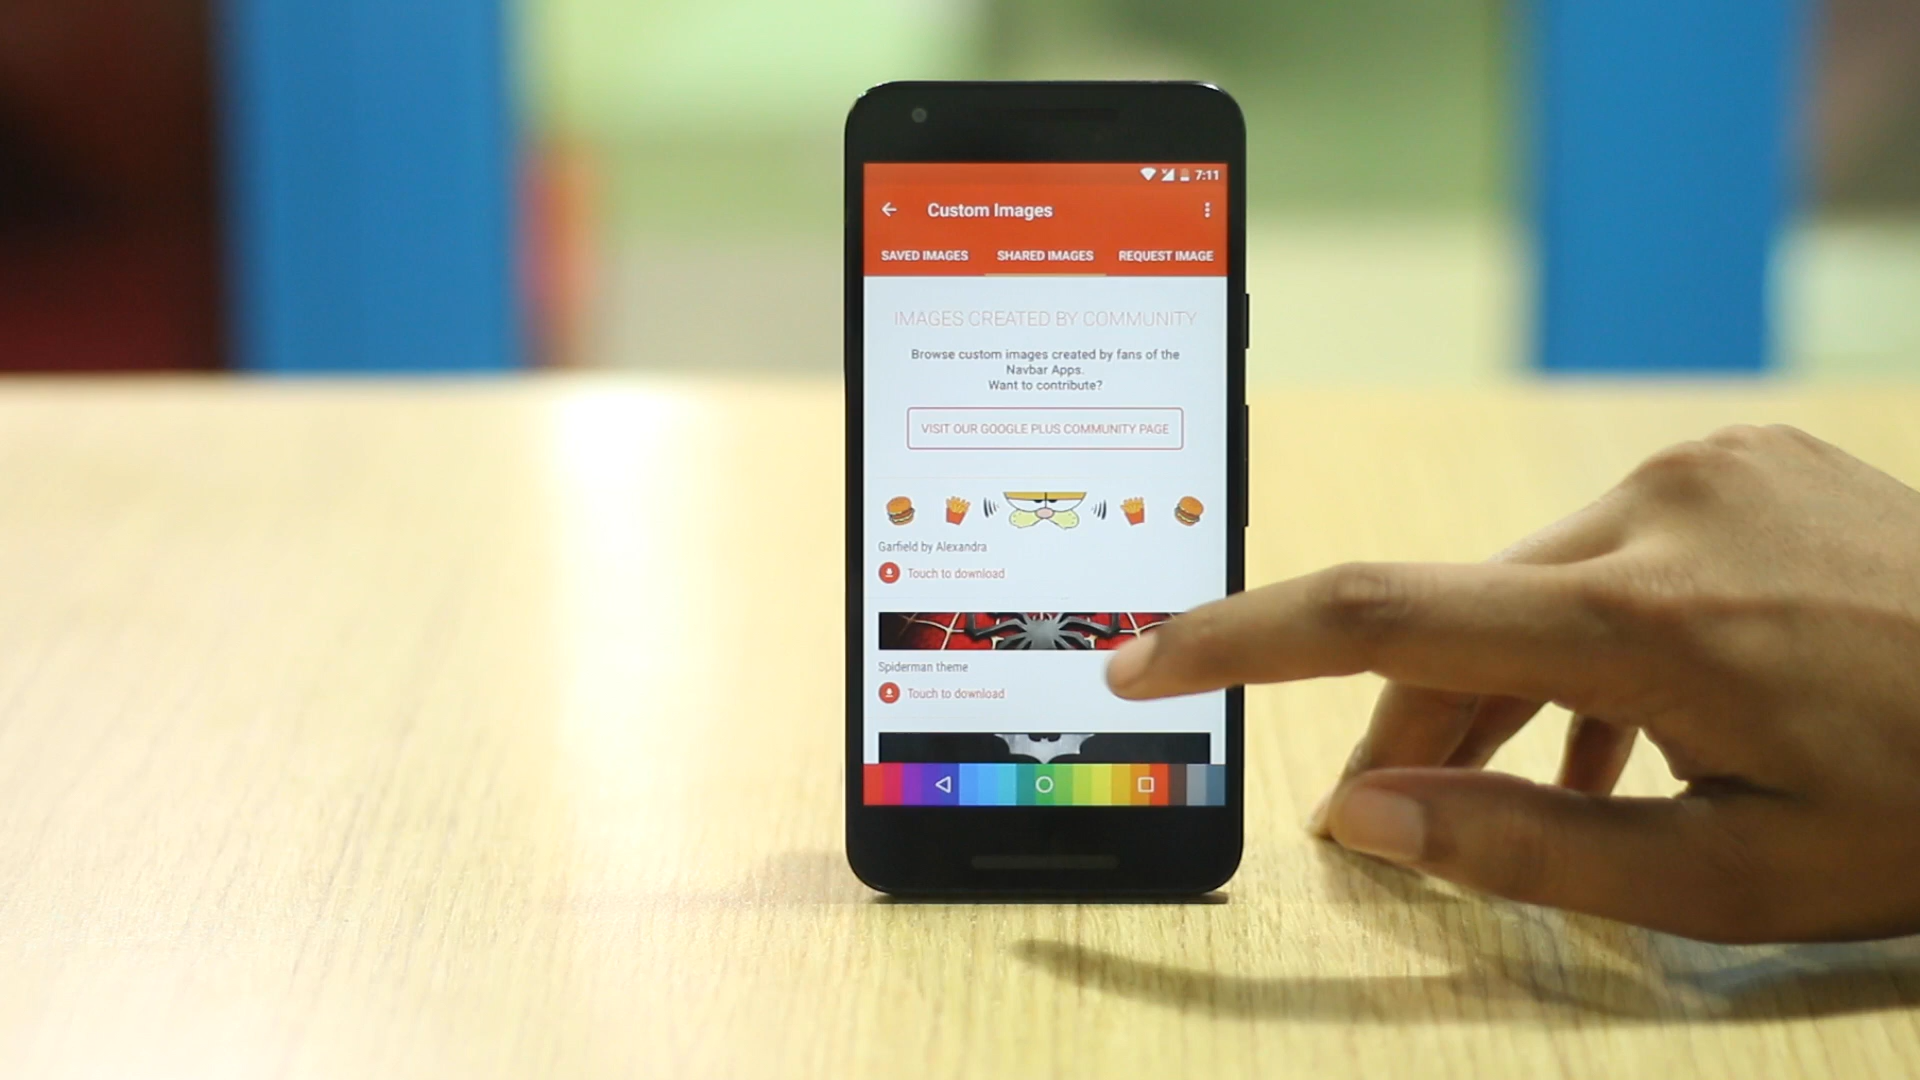 7:11
Custom Images
SAVED IMAGES SHARED IMAGES REQUEST IMAGE
IMAGES CREATED BY COMMUNITY
Browse custom images created by fans of the
Navbar Apps.
Want to contribute?
VISIT OUR GOOGLE PLUS COMMUNITY PAGE
Garfield by Alexandra
Touch to download
Spiderman theme
Touch to download